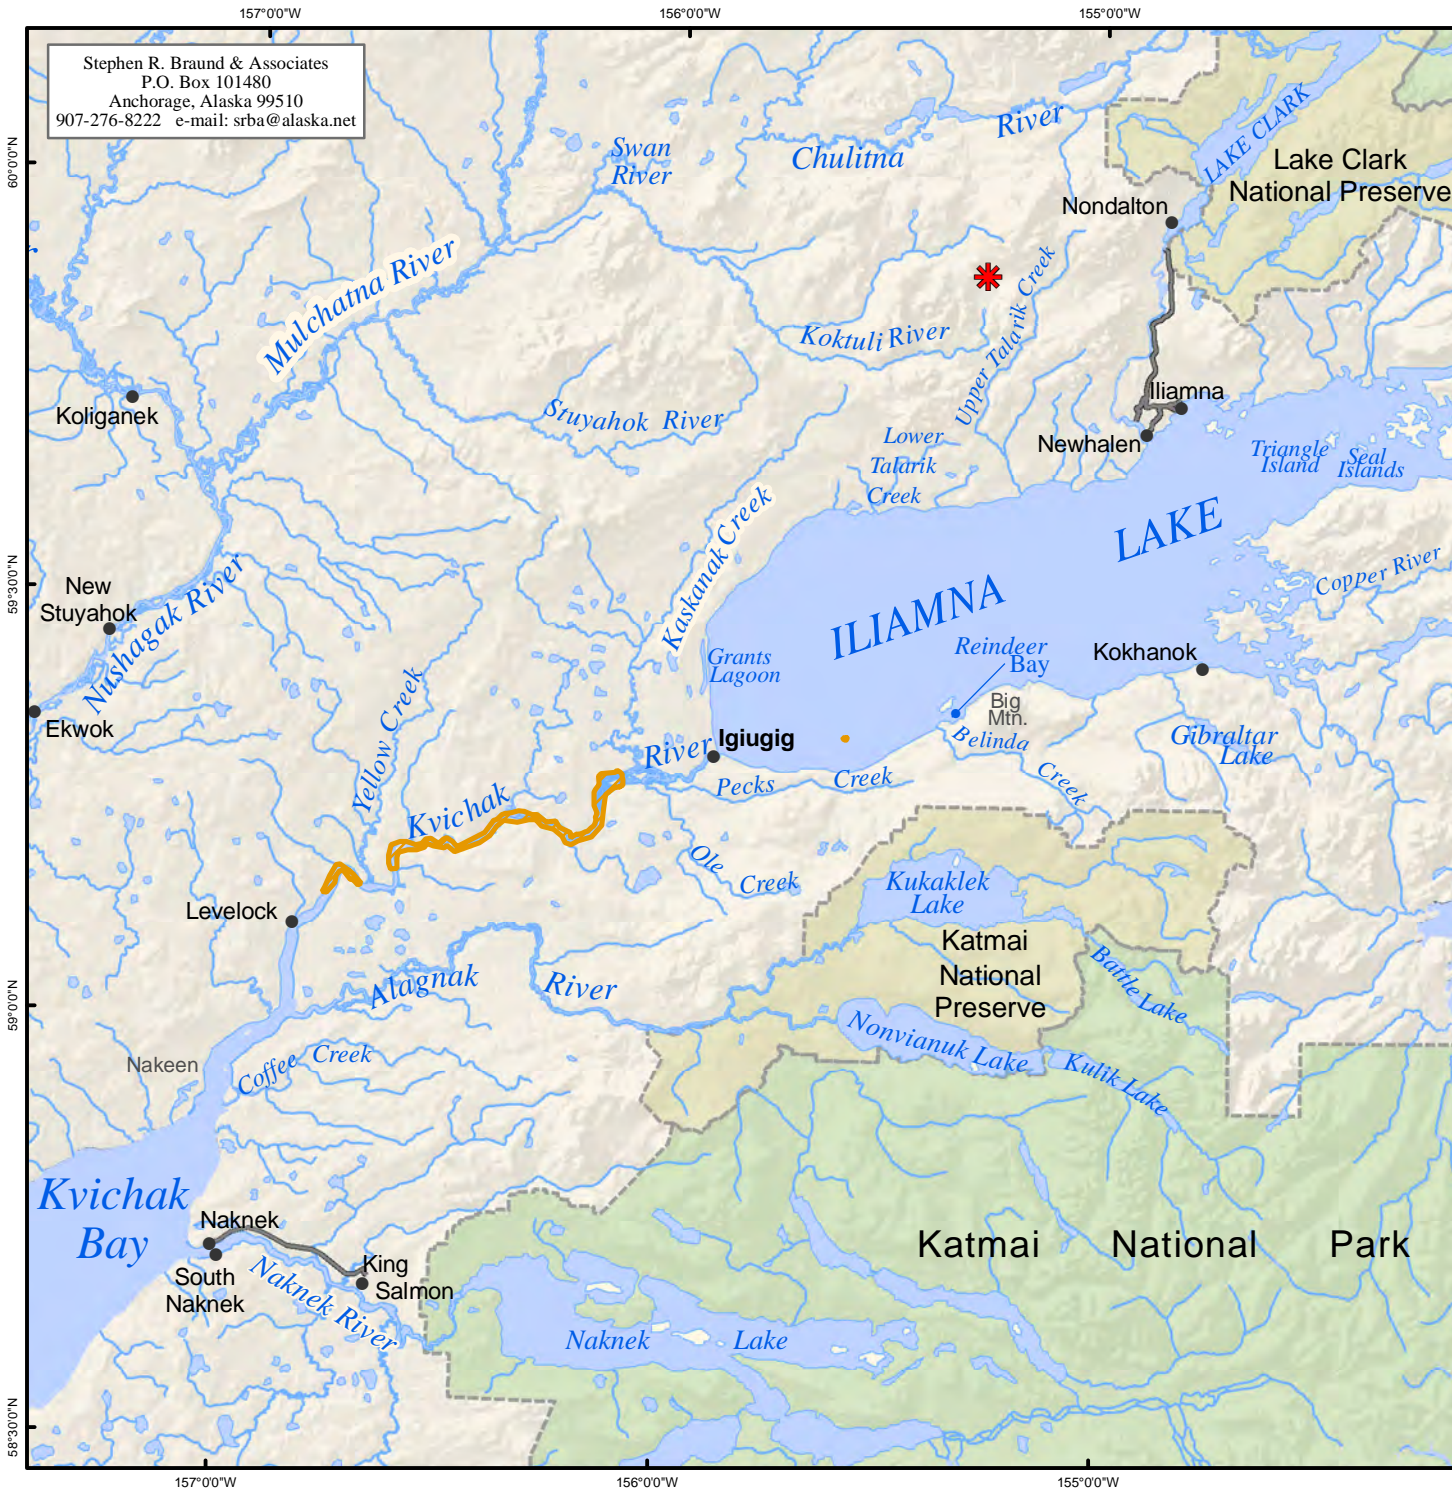 157°0'0"W
156°0'0"W
155°0'0"W
Stephen R. Braund & Associates
P.O. Box 101480
Anchorage, Alaska 99510
907-276-8222 e-mail: srba@alaska.net
60°0'0"N
Swan
River
Chulitna
River
LAKE CLARK
Lake Clark
National Preserve
Nondalton
Mulchatna River
Koktuli River
Upper Talarik Creek
Koliganek
Stuyahok River
Iliamna
Newhalen
Lower
Talarik
Creek
Triangle
Island
Seal
Islands
59°30'0"N
New
Stuyahok
Nushagak River
Kaskanak Creek
ILIAMNA
LAKE
Copper River
Grants
Lagoon
Reindeer
Bay
Kokhanok
Ekwok
Yellow Creek
Big
Mtn.
Belinda
Creek
Gibraltar
Lake
Igiugig
Kvichak
River
Pecks
Creek
Ole
Creek
Kukaklek
Lake
Levelock
Alagnak
River
Katmai
National
Preserve
Battle Lake
59°0'0"N
Nonvianuk Lake
Kulik Lake
Nakeen
Coffee Creek
Kvichak
Bay
Naknek
South
Naknek
King
Salmon
Naknek River
Katmai National Park
Naknek Lake
58°30'0"N
157°0'0"W
156°0'0"W
155°0'0"W